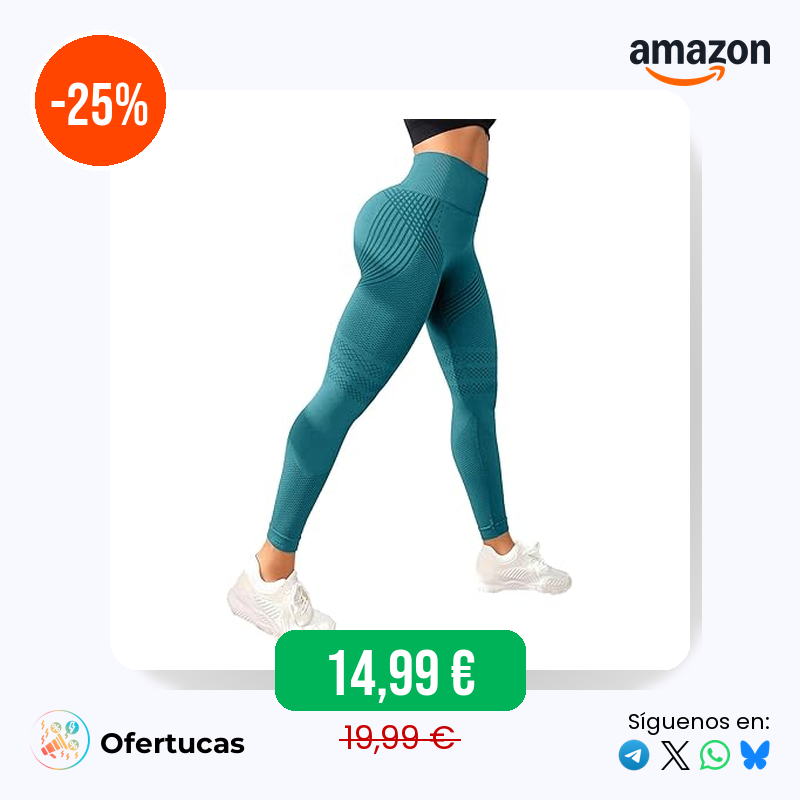 -25%
amazon
14,99 €
19,99 €
Ofertucas
Síguenos en: